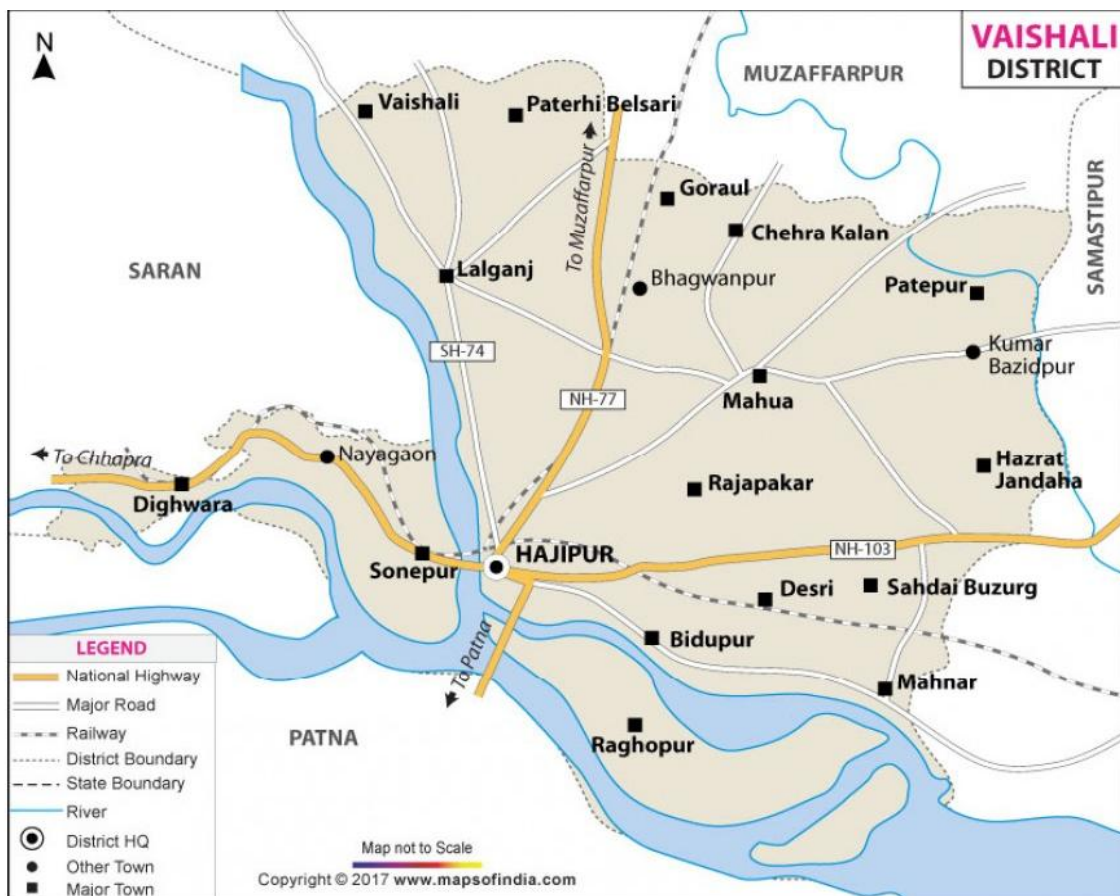 N
VAISHALI
DISTRICT
MUZAFFARPUR
Vaishali
Paterhi Belsari
To Muzaffarpur
Goraul
SAMASTIPUR
Chehra Kalan
SARAN
Lalganj
Bhagwanpur
Patepur
SH-74
Kumar
Bazidpur
NH-77
Mahua
To Chhapra
Nayagaon
Hazrat
Jandaha
Dighwara
Rajapakar
Sonepur
HAJIPUR
NH-103
Desri
Sahdai Buzurg
Bidupur
To Patna
Mahnar
PATNA
Raghopur
LEGEND
National Highway
Major Road
Railway
District Boundary
State Boundary
River
District HQ
Other Town
Major Town
Map not to Scale
Copyright © 2017 www.mapsofindia.com